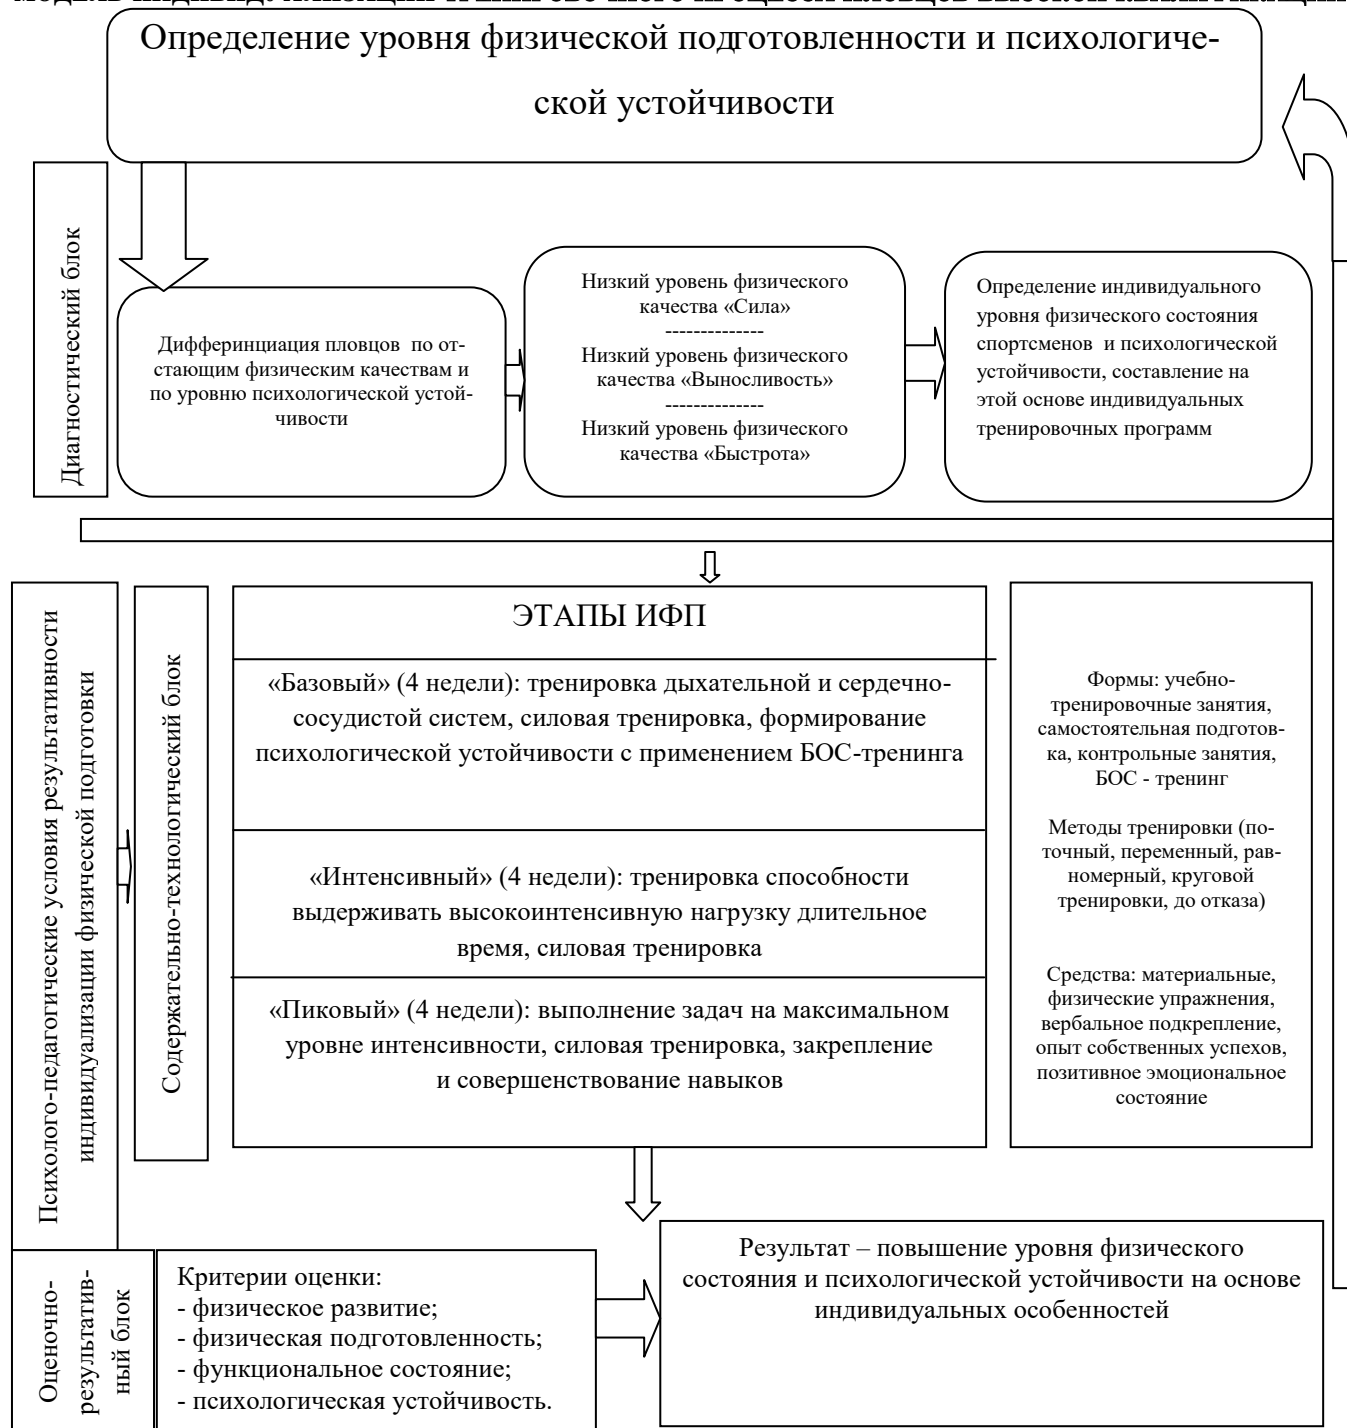 Определение уровня физической подготовленности и психологиче-
ской устойчивости
Диагностический блок
Дифферинциация пловцов по от-
стающим физическим качествам и
по уровню психологической устой-
чивости
Низкий уровень физического
качества «Сила»
--------------
Низкий уровень физического
качества «Выносливость»
--------------
Низкий уровень физического
качества «Быстрота»
Определение индивидуального
уровня физического состояния
спортсменов и психологической
устойчивости, составление на
этой основе индивидуальных
тренировочных программ
Психолого-педагогические условия результативности
индивидуализации физической подготовки
Содержательно-технологический блок
ЭТАПЫ ИФП
«Базовый» (4 недели): тренировка дыхательной и сердечно-
сосудистой систем, силовая тренировка, формирование
психологической устойчивости с применением БОС-тренинга
«Интенсивный» (4 недели): тренировка способности
выдерживать высокоинтенсивную нагрузку длительное
время, силовая тренировка
«Пиковый» (4 недели): выполнение задач на максимальном
уровне интенсивности, силовая тренировка, закрепление
и совершенствование навыков
Формы: учебно-
тренировочные занятия,
самостоятельная подготов-
ка, контрольные занятия,
БОС - тренинг
Методы тренировки (по-
точный, переменный, рав-
номерный, круговой
тренировки, до отказа)
Средства: материальные,
физические упражнения,
вербальное подкрепление,
опыт собственных успехов,
позитивное эмоциональное
состояние
Оценочно-
результатив-
ный блок
Критерии оценки:
- физическое развитие;
- физическая подготовленность;
- функциональное состояние;
- психологическая устойчивость.
Результат – повышение уровня физического
состояния и психологической устойчивости на основе
индивидуальных особенностей